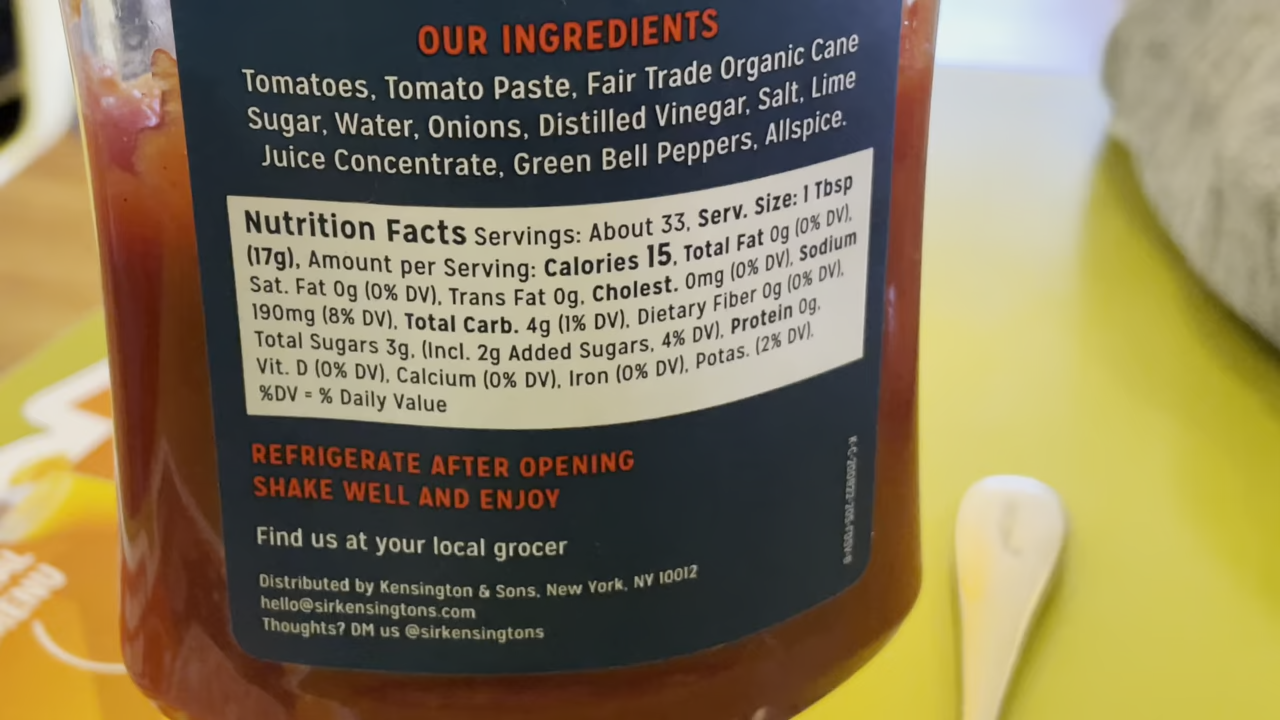 OUR INGREDIENTS
Tomatoes, Tomato Paste, Fair Trade Organic Cane
Sugar, Water, Onions, Distilled Vinegar, Salt, Lime
Juice Concentrate, Green Bell Peppers, Allspice.
Nutrition Facts Servings: About 33, Serv. Size: 1 Tbsp
(17g), Amount per Serving: Calories 15, Total Fat 0g (0% DV),
Sat. Fat 0g (0% DV), Trans Fat 0g, Cholest. 0mg (0% DV), Sodium
190mg (8% DV), Total Carb. 4g (1% DV), Dietary Fiber 0g (0% DV),
Total Sugars 3g, (Incl. 2g Added Sugars, 4% DV), Protein 0g,
Vit. D (0% DV), Calcium (0% DV), Iron (0% DV), Potas. (2% DV).
%DV = % Daily Value
REFRIGERATE AFTER OPENING
SHAKE WELL AND ENJOY
Find us at your local grocer
Distributed by Kensington & Sons, New York, NY 10012
hello@sirkensingtons.com
Thoughts? DM us @sirkensingtons